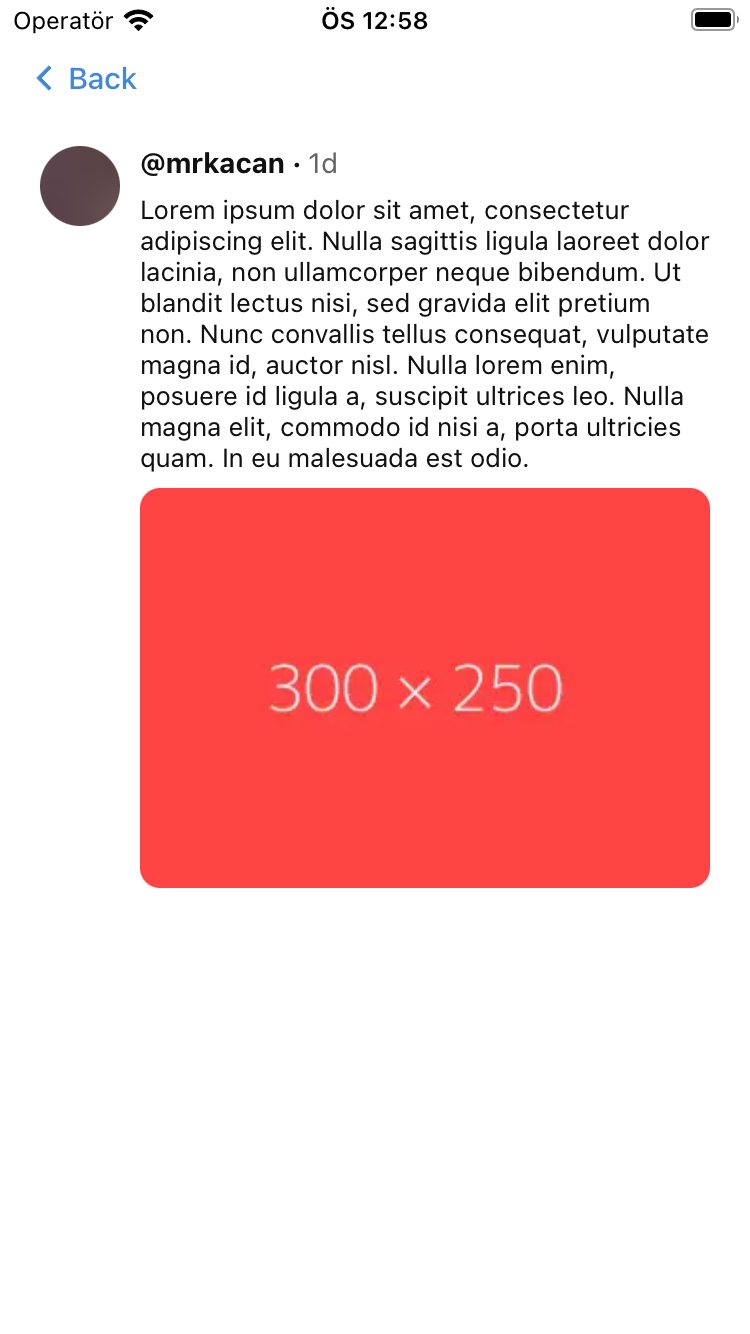 Operatör ÖS 12:58
Back
@mrkacan · 1d
Lorem ipsum dolor sit amet, consectetur
adipiscing elit. Nulla sagittis ligula laoreet dolor
lacinia, non ullamcorper neque bibendum. Ut
blandit lectus nisi, sed gravida elit pretium
non. Nunc convallis tellus consequat, vulputate
magna id, auctor nisl. Nulla lorem enim,
posuere id ligula a, suscipit ultrices leo. Nulla
magna elit, commodo id nisi a, porta ultricies
quam. In eu malesuada est odio.
300 × 250